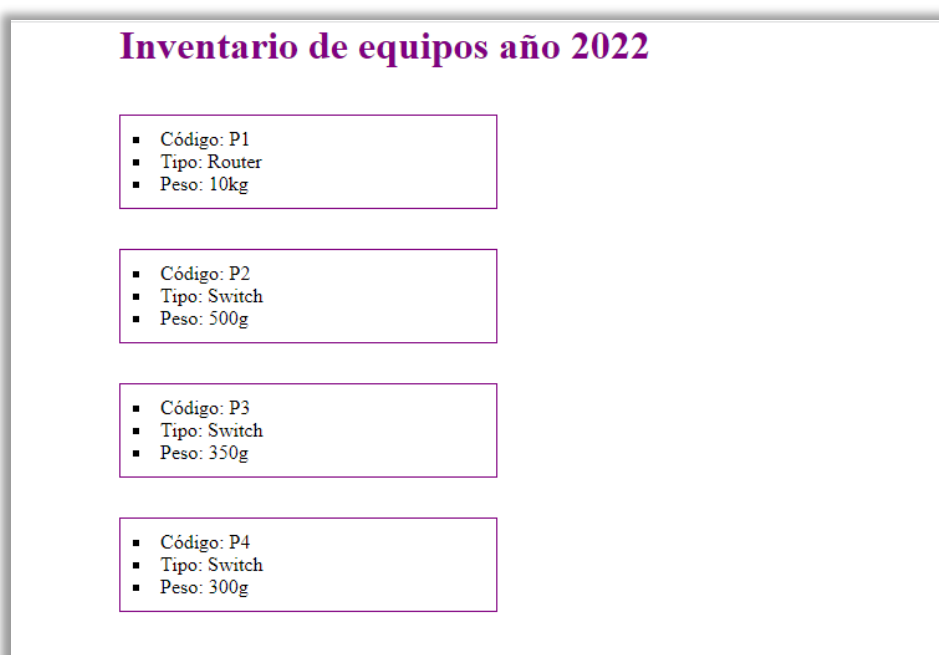 Inventario de equipos año 2022
Código: P1
Tipo: Router
Peso: 10kg
Código: P2
Tipo: Switch
Peso: 500g
Código: P3
Tipo: Switch
Peso: 350g
Código: P4
Tipo: Switch
Peso: 300g